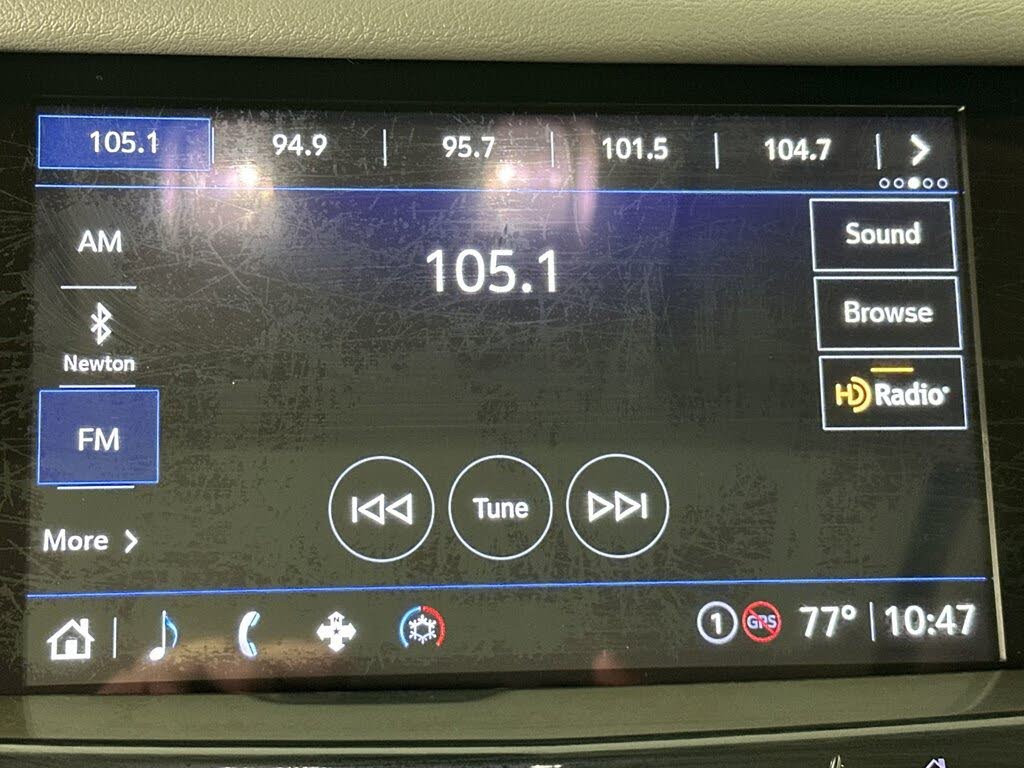 105.1 94.9 95.7 101.5 104.7
AM
105.1
Sound
Newton
Browse
FM
HD Radio
More
Tune
N
1 GPS 77° 10:47